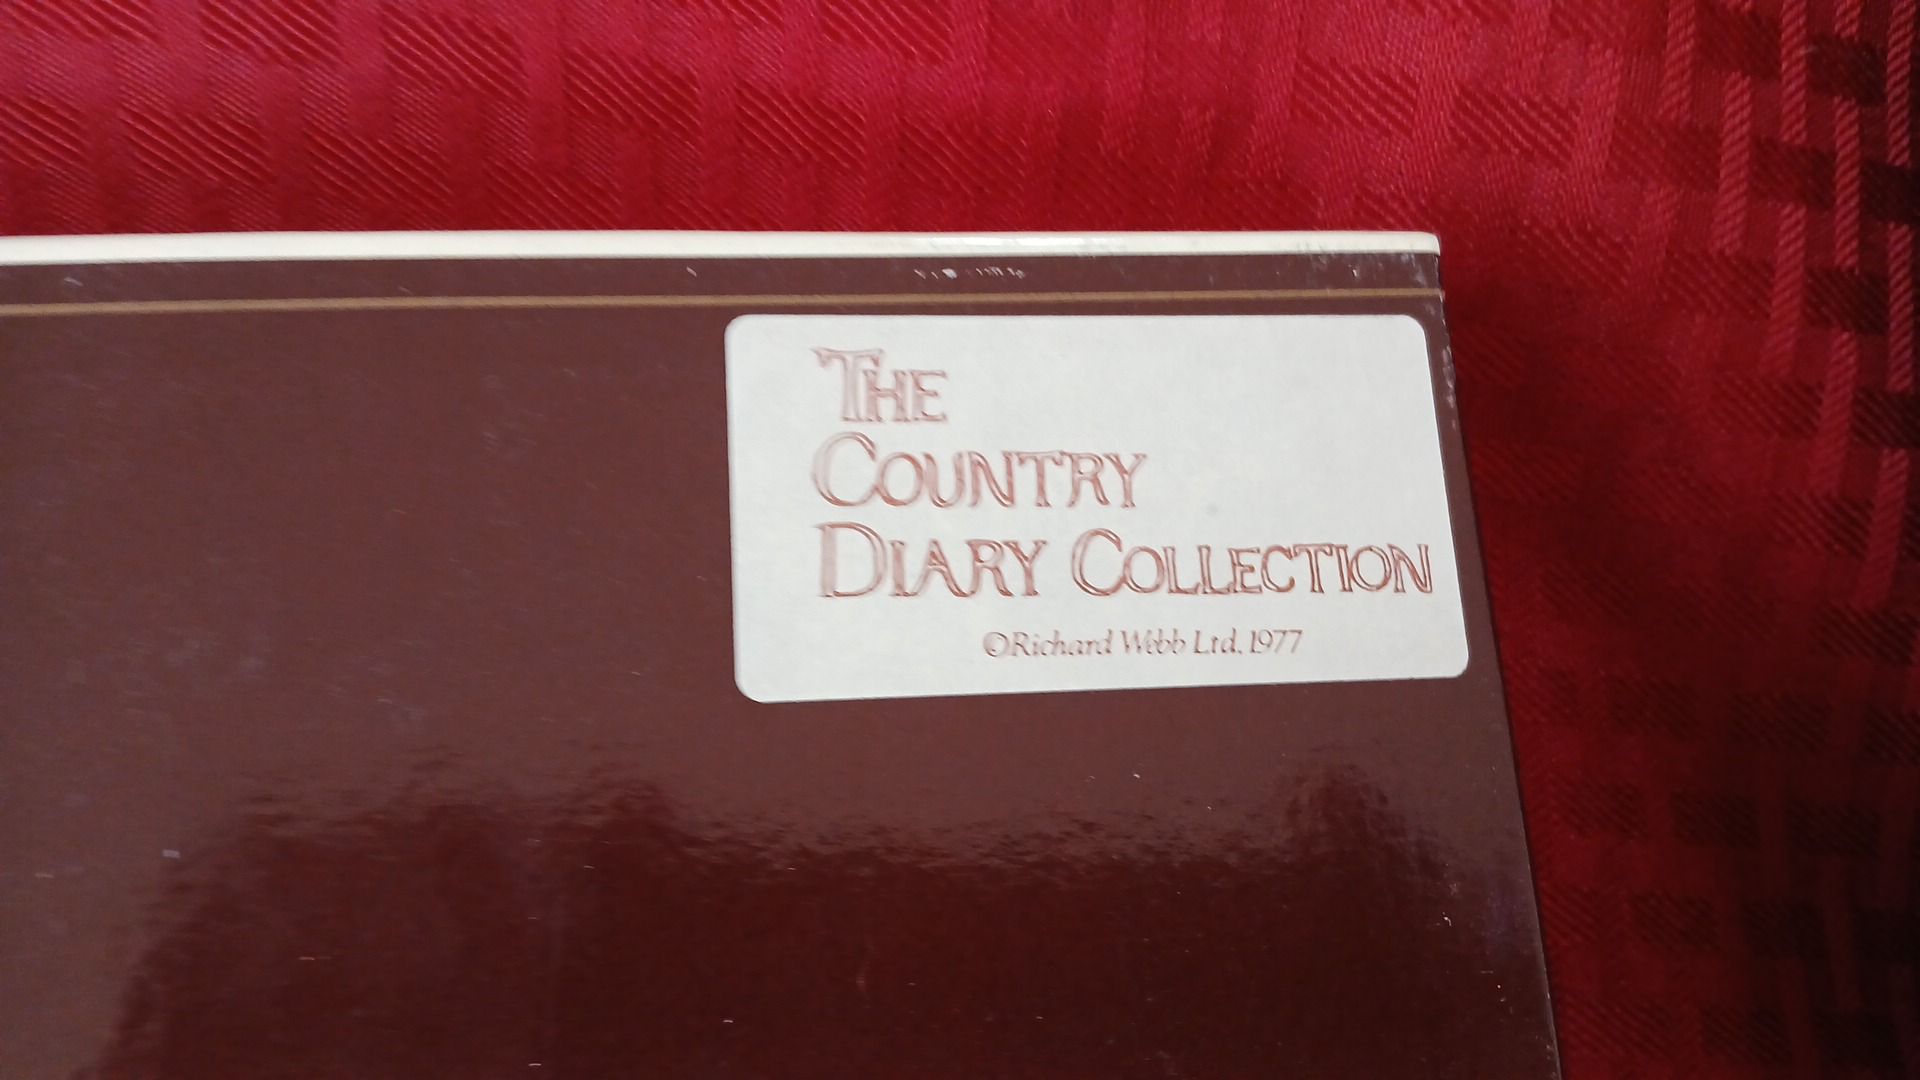 THE
COUNTRY
DIARY COLLECTION
©Richard Webb Ltd. 1977